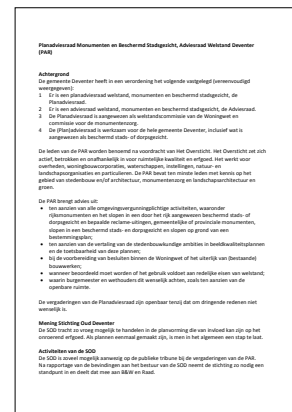 Planadviesraad Monumenten en Beschermd Stadsgezicht, Adviesraad Welstand Deventer
(PAR)
Achtergrond
De gemeente Deventer heeft in een verordening het volgende vastgelegd (vereenvoudigd
weergegeven):
1 Er is een planadviesraad welstand, monumenten en beschermd stadsgezicht, de
Planadviesraad.
2 Er is een adviesraad welstand, monumenten en beschermd stadsgezicht, de Adviesraad.
3 De Planadviesraad is aangewezen als welstandscommissie van de Woningwet en
commissie voor de monumentenzorg.
4 De (Plan)adviesraad is werkzaam voor de hele gemeente Deventer, inclusief wat is
aangewezen als beschermd stads- of dorpsgezicht.
De leden van de PAR worden benoemd na voordracht van Het Oversticht. Het Oversticht zet zich
actief, betrokken en onafhankelijk in voor ruimtelijke kwaliteit en erfgoed. Het werkt voor
overheden, woningbouwcorporaties, waterschappen, instellingen, natuur- en
landschapsorganisaties en particulieren. De PAR bevat ten minste leden met kennis op het
gebied van stedenbouw en/of architectuur, monumentenzorg en landschapsarchitectuur en
groen.
De PAR brengt advies uit:
• ten aanzien van alle omgevingsvergunningplichtige activiteiten, waaronder
rijksmonumenten en het slopen in een door het rijk aangewezen beschermd stads- of
dorpsgezicht en bepaalde reclame-uitingen, gemeentelijke of provinciale monumenten,
slopen in een beschermd stads- en dorpsgezicht en slopen op grond van een
bestemmingsplan;
• ten aanzien van de vertaling van de stedenbouwkundige ambities in beeldkwaliteitsplannen
en de toetsbaarheid van deze plannen;
• bij de voorbereiding van besluiten binnen de Woningwet of het uiterlijk van (bestaande)
bouwwerken;
• wanneer beoordeeld moet worden of het gebruik voldoet aan redelijke eisen van welstand;
• waarin burgemeester en wethouders dit wenselijk achten, zoals ten aanzien van de
openbare ruimte.
De vergaderingen van de Planadviesraad zijn openbaar tenzij dat om dringende redenen niet
wenselijk is.
Mening Stichting Oud Deventer
De SOD tracht zo vroeg mogelijk te handelen in de planvorming die van invloed kan zijn op het
onroerend erfgoed. Als plannen eenmaal gemaakt zijn, is men in het algemeen een stap te laat.
Activiteiten van de SOD
De SOD is zoveel mogelijk aanwezig op de publieke tribune bij de vergaderingen van de PAR.
Na rapportage van de bevindingen aan het bestuur van de SOD neemt de stichting zo nodig een
standpunt in en deelt dat mee aan B&W en Raad.